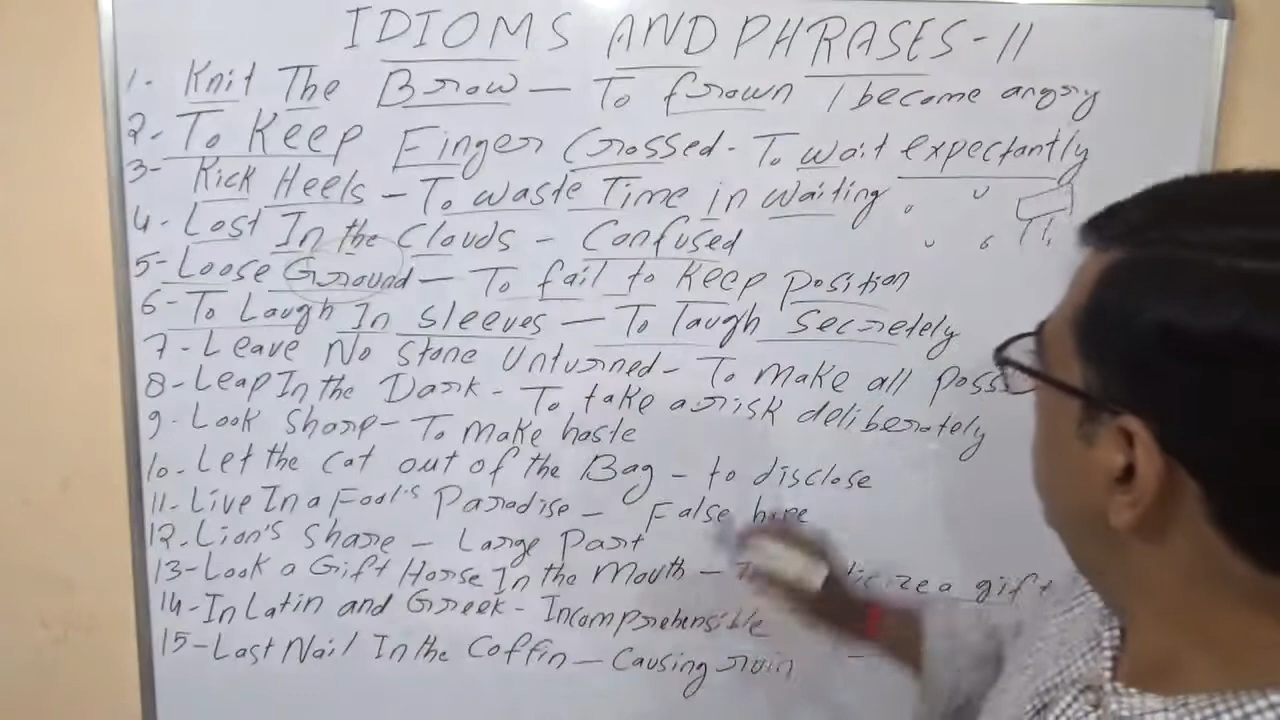 IDIOMS AND PHRASES - II
1- Knit The Brow - To frown / become angry
2- To Keep Finger Crossed - To wait expectantly
3- Kick Heels - To waste Time in waiting
4- Lost In the Clouds - Confused
5- Loose Ground - To fail to keep position
6- To Laugh In Sleeves - To laugh secretely
7- Leave No Stone Unturned - To make all poss
8- Leap In the Dark - To take a risk deliberately
9- Look Sharp - To make haste
10- Let the Cat out of the Bag - to disclose
11- Live In a Fool's Paradise - False hope
12- Lion's Share - Large Part
13- Look a Gift Horse In the Mouth - ticize a gift
14- In Latin and Greek - Incomprehensible
15- Last Nail In the Coffin - Causing ruin